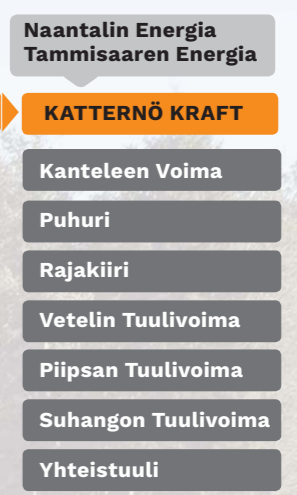 Naantalin Energia
Tammisaaren Energia
KATTERNÖ KRAFT
Kanteleen Voima
Puhuri
Rajakiiri
Vetelin Tuulivoima
Piipsan Tuulivoima
Suhangon Tuulivoima
Yhteistuuli